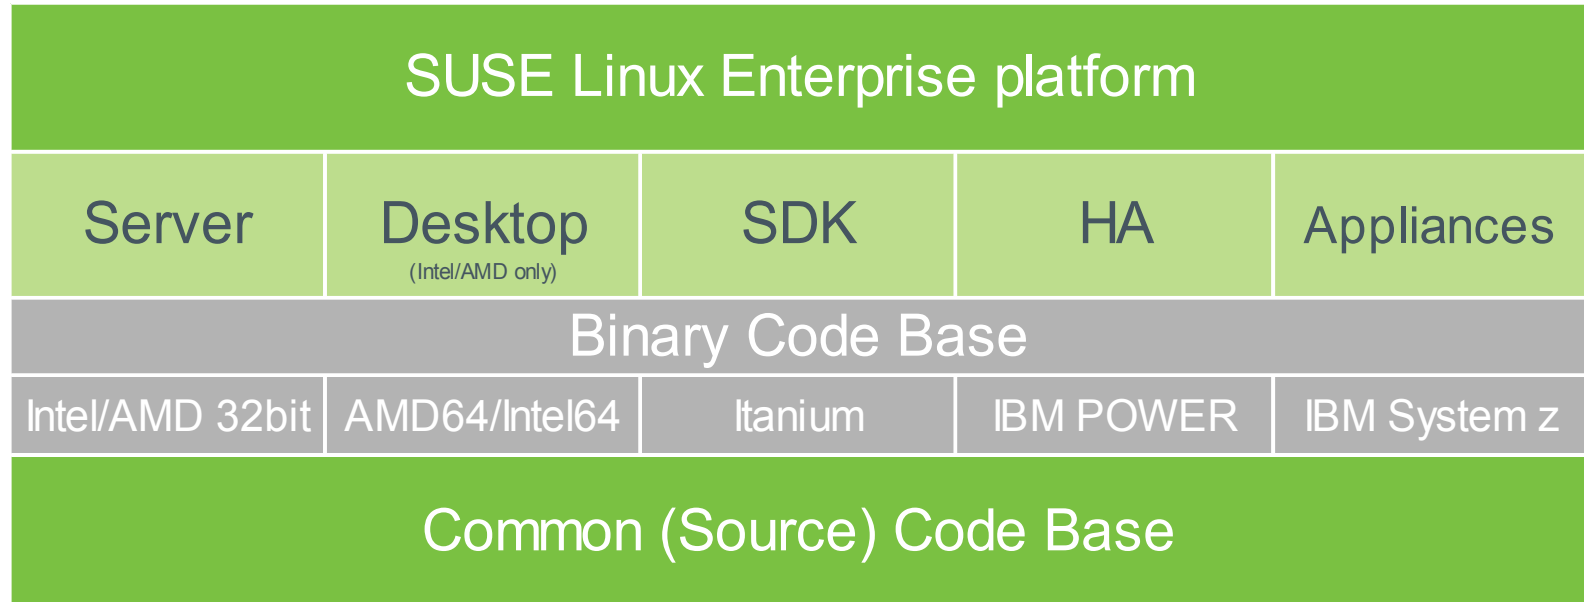 SUSE Linux Enterprise platform
Server
Desktop
(Intel/AMD only)
SDK
HA
Appliances
Binary Code Base
Intel/AMD 32bit
AMD64/Intel64
Itanium
IBM POWER
IBM System z
Common (Source) Code Base